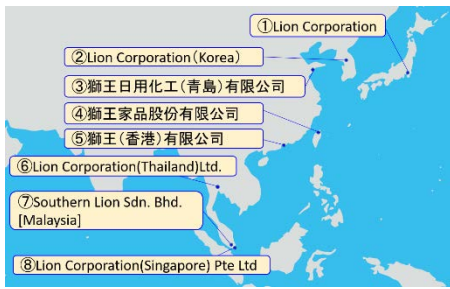 ①Lion Corporation
②Lion Corporation(Korea)
③獅王日用化工(青島)有限公司
④獅王家品股份有限公司
⑤獅王(香港)有限公司
⑥Lion Corporation(Thailand)Ltd.
⑦Southern Lion Sdn. Bhd.
[Malaysia]
⑧Lion Corporation(Singapore) Pte Ltd